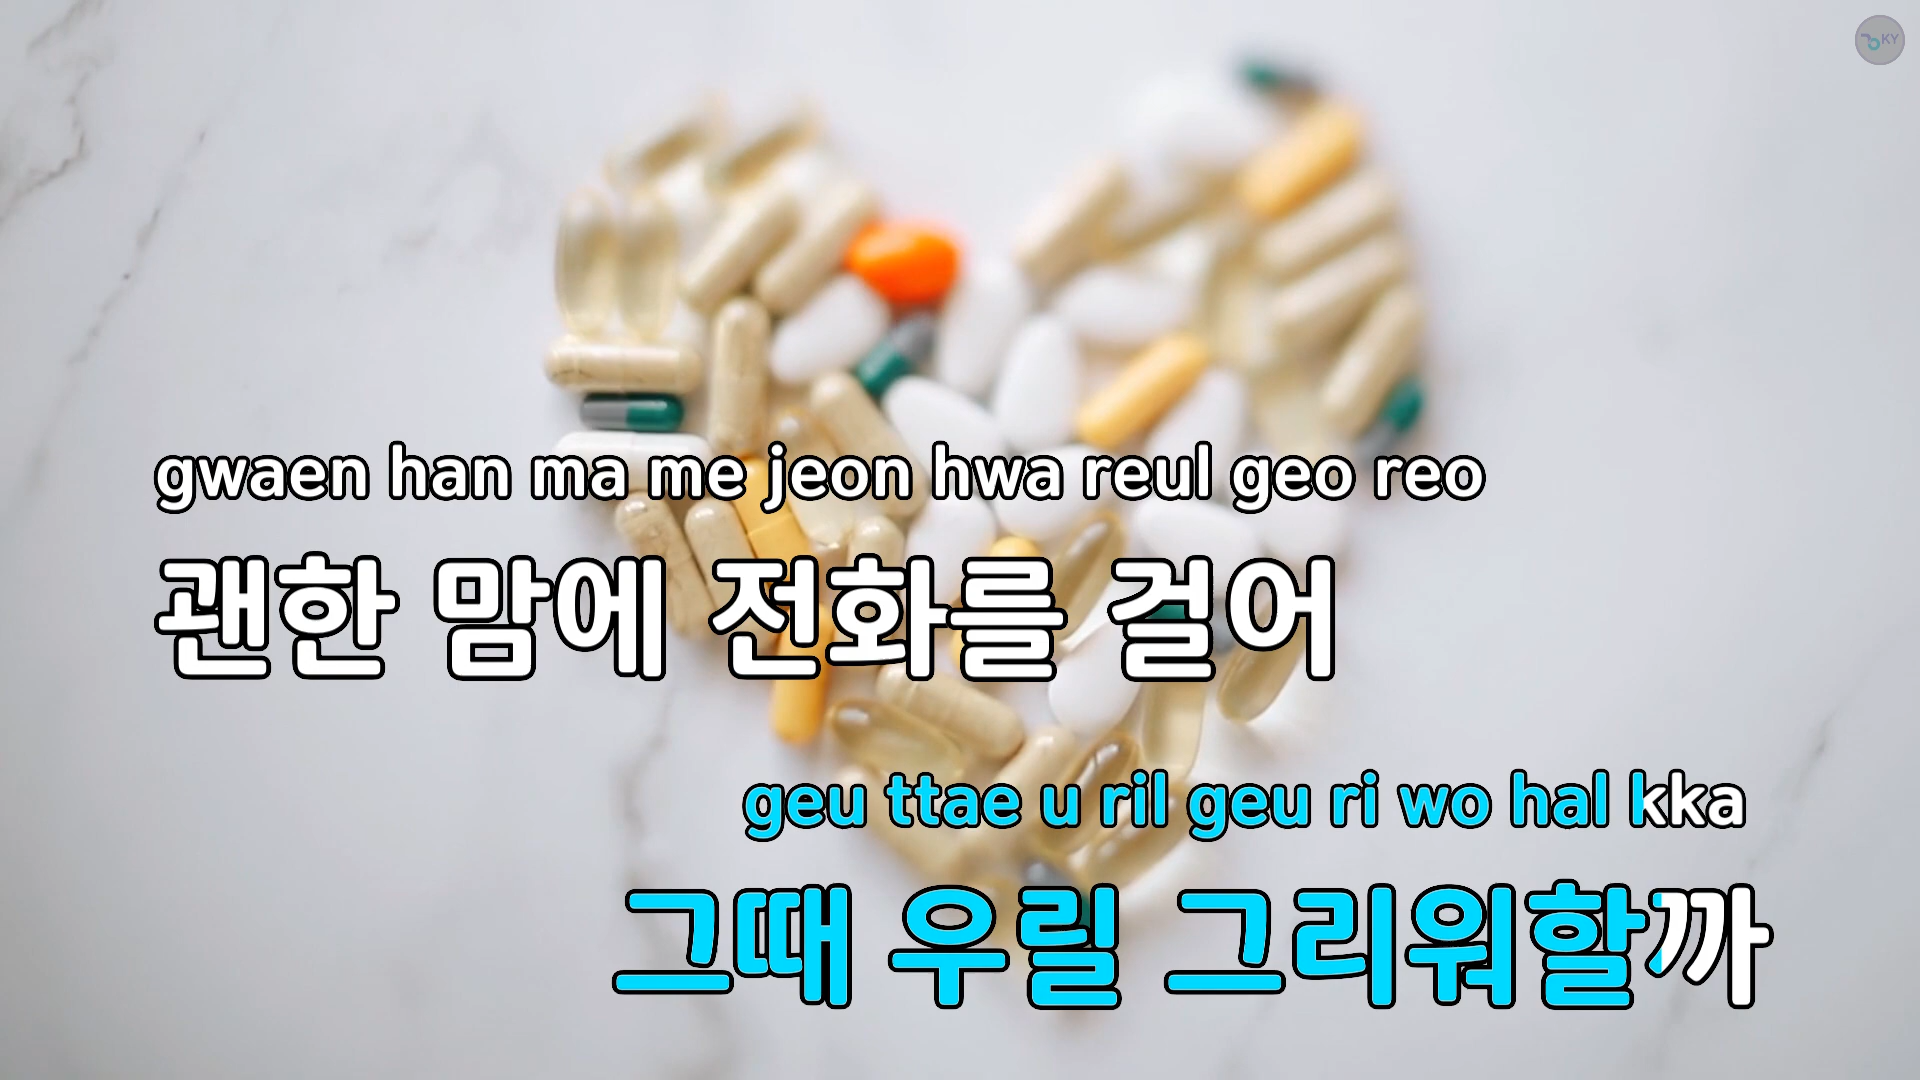 KY
gwaen han ma me jeon hwa reul geo reo
괜한 맘에 전화를 걸어
geu ttae u ril geu ri wo hal kka
그때 우릴 그리워할까